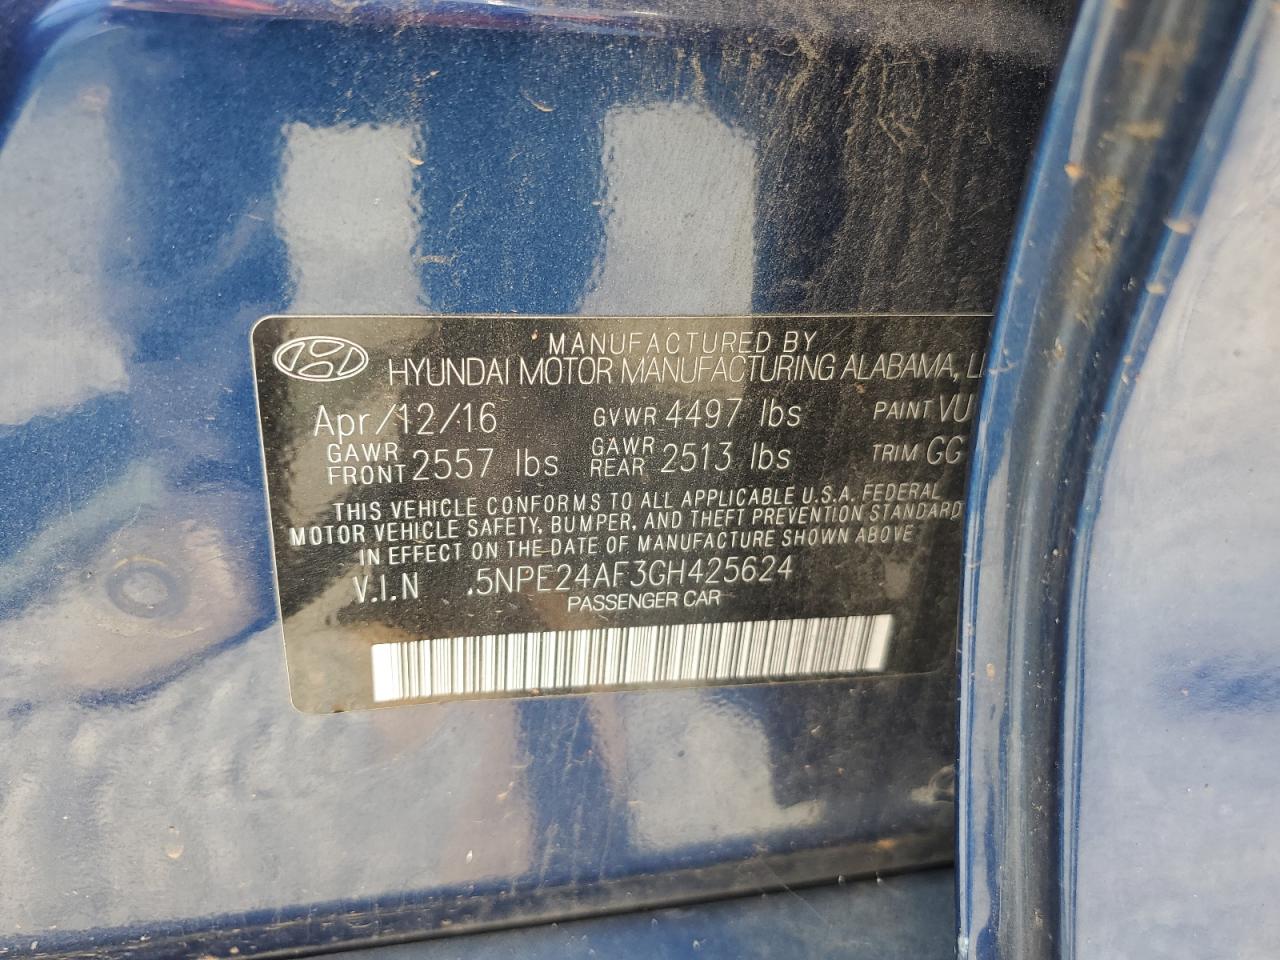 MANUFACTURED BY
HYUNDAI MOTOR MANUFACTURING ALABAMA,
Apr/12/16 GVWR 4497 lbs PAINT VU
GAWR FRONT 2557 lbs GAWR REAR 2513 lbs TRIM GG
THIS VEHICLE CONFORMS TO ALL APPLICABLE U.S.A. FEDERAL
MOTOR VEHICLE SAFETY, BUMPER, AND THEFT PREVENTION STANDARD
IN EFFECT ON THE DATE OF MANUFACTURE SHOWN ABOVE
V.I.N .5NPE24AF3GH425624
PASSENGER CAR